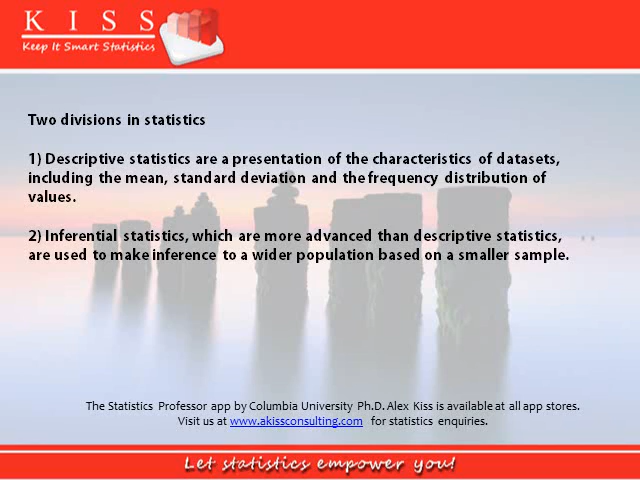 K I S S
Keep It Smart Statistics
Two divisions in statistics
1) Descriptive statistics are a presentation of the characteristics of datasets,
including the mean, standard deviation and the frequency distribution of
values.
2) Inferential statistics, which are more advanced than descriptive statistics,
are used to make inference to a wider population based on a smaller sample.
The Statistics Professor app by Columbia University Ph.D. Alex Kiss is available at all app stores.
Visit us at www.akissconsulting.com for statistics enquiries.
Let statistics empower you!